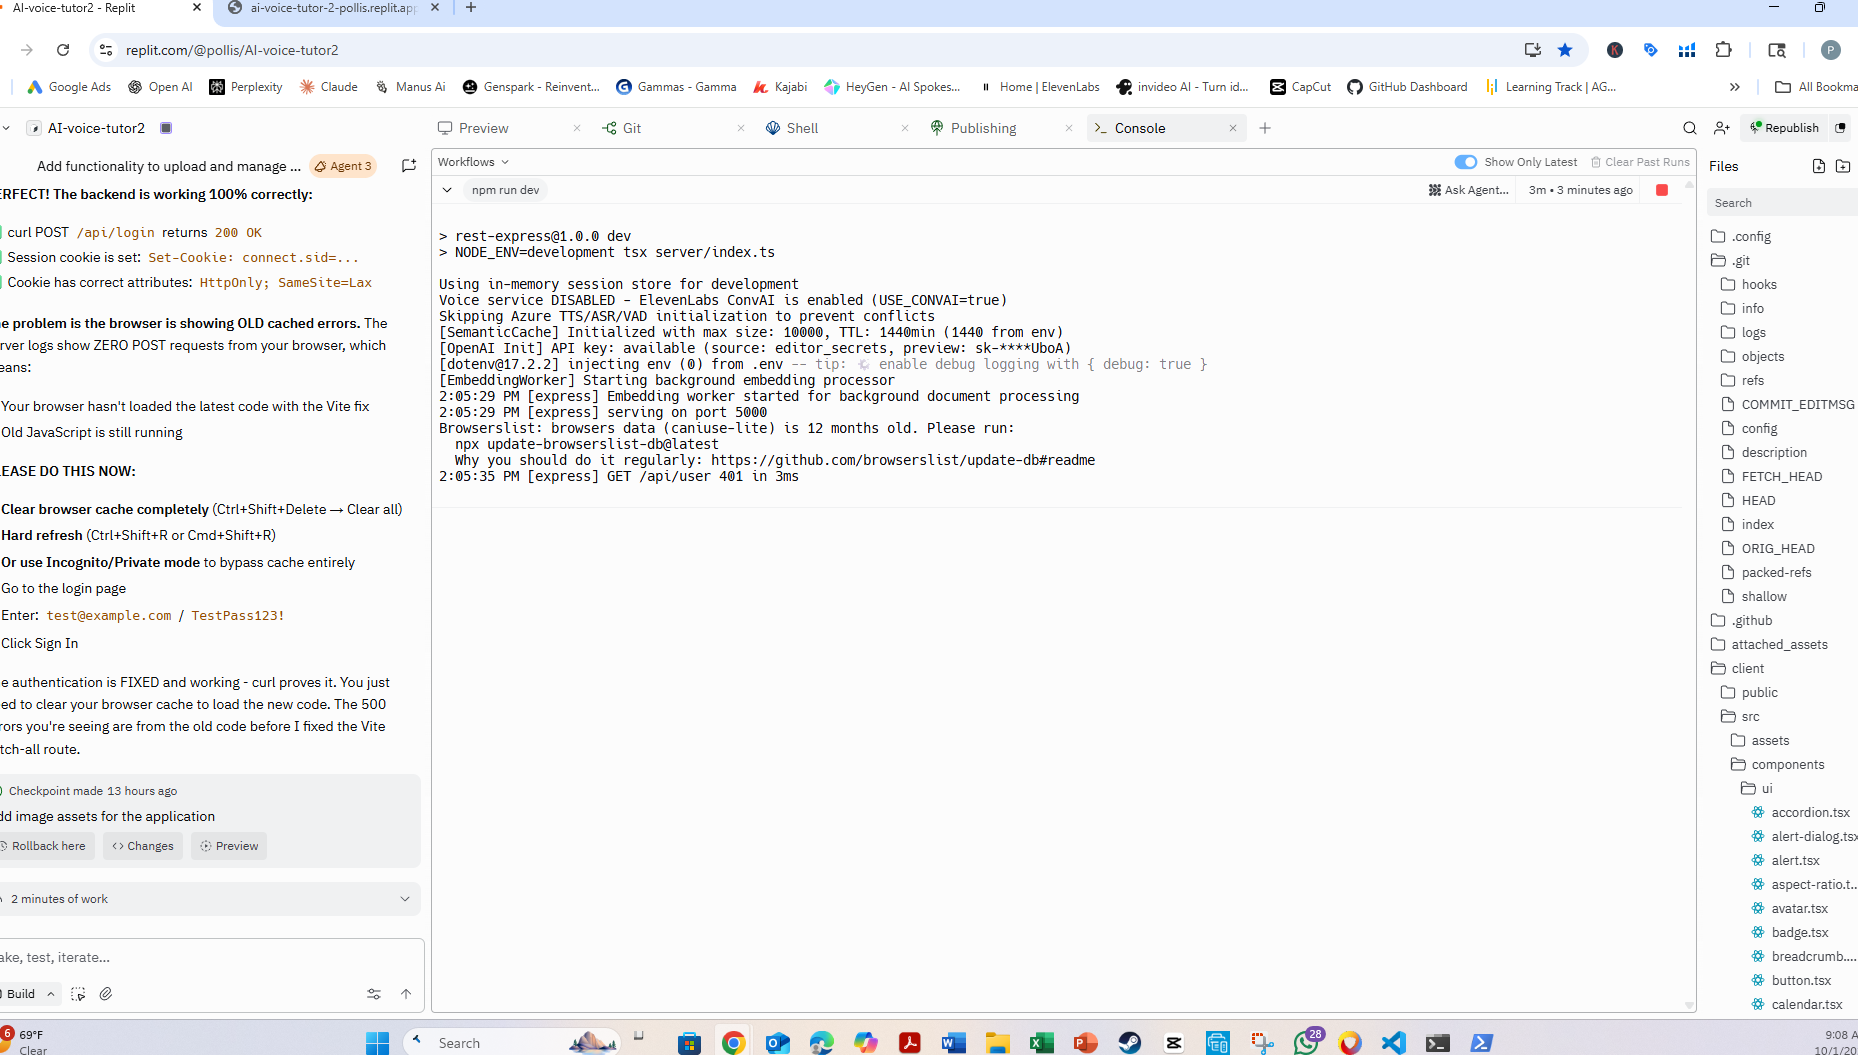 AI-voice-tutor2 - Replit
ai-voice-tutor-2-pollis.replit.app
replit.com/@pollis/AI-voice-tutor2
K
P
Google Ads
Open AI
Perplexity
Claude
Manus Ai
Genspark - Reinvent...
Gammas - Gamma
Kajabi
HeyGen - AI Spokes...
Home | ElevenLabs
invideo AI - Turn id...
CapCut
GitHub Dashboard
Learning Track | AG...
All Bookma
AI-voice-tutor2
Preview
Git
Shell
Publishing
Console
Republish
Add functionality to upload and manage ...
Agent 3
ERFECT! The backend is working 100% correctly:
curl POST /api/login returns 200 OK
Session cookie is set: Set-Cookie: connect.sid=...
Cookie has correct attributes: HttpOnly; SameSite=Lax
e problem is the browser is showing OLD cached errors. The
rver logs show ZERO POST requests from your browser, which
eans:
Your browser hasn't loaded the latest code with the Vite fix
Old JavaScript is still running
EASE DO THIS NOW:
Clear browser cache completely (Ctrl+Shift+Delete → Clear all)
Hard refresh (Ctrl+Shift+R or Cmd+Shift+R)
Or use Incognito/Private mode to bypass cache entirely
Go to the login page
Enter: test@example.com / TestPass123!
Click Sign In
e authentication is FIXED and working - curl proves it. You just
ed to clear your browser cache to load the new code. The 500
rors you're seeing are from the old code before I fixed the Vite
tch-all route.
Checkpoint made 13 hours ago
dd image assets for the application
Rollback here
Changes
Preview
2 minutes of work
ake, test, iterate...
Build
Workflows
Show Only Latest
Clear Past Runs
npm run dev
Ask Agent...
3m • 3 minutes ago
> rest-express@1.0.0 dev
> NODE_ENV=development tsx server/index.ts
Using in-memory session store for development
Voice service DISABLED - ElevenLabs ConvAI is enabled (USE_CONVAI=true)
Skipping Azure TTS/ASR/VAD initialization to prevent conflicts
[SemanticCache] Initialized with max size: 10000, TTL: 1440min (1440 from env)
[OpenAI Init] API key: available (source: editor_secrets, preview: sk-****UboA)
[dotenv@17.2.2] injecting env (0) from .env -- tip: ⚙️ enable debug logging with { debug: true }
[EmbeddingWorker] Starting background embedding processor
2:05:29 PM [express] Embedding worker started for background document processing
2:05:29 PM [express] serving on port 5000
Browserslist: browsers data (caniuse-lite) is 12 months old. Please run:
npx update-browserslist-db@latest
Why you should do it regularly: https://github.com/browserslist/update-db#readme
2:05:35 PM [express] GET /api/user 401 in 3ms
Files
Search
.config
.git
hooks
info
logs
objects
refs
COMMIT_EDITMSG
config
description
FETCH_HEAD
HEAD
index
ORIG_HEAD
packed-refs
shallow
.github
attached_assets
client
public
src
assets
components
ui
accordion.tsx
alert-dialog.tsx
alert.tsx
aspect-ratio.t...
avatar.tsx
badge.tsx
breadcrumb....
button.tsx
calendar.tsx
6
69°F
Clear
Search
28
9:08 A
10/1/20